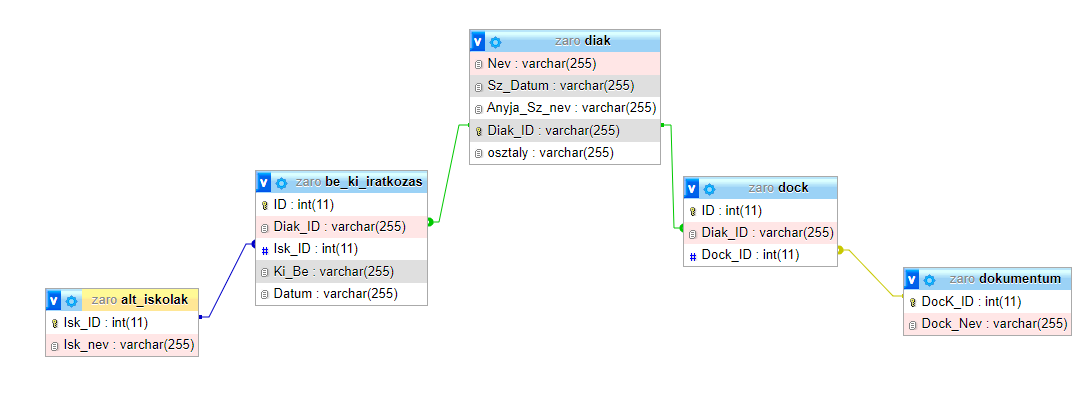 zaro diak
Nev : varchar(255)
Sz_Datum : varchar(255)
Anyja_Sz_nev : varchar(255)
Diak_ID : varchar(255)
osztaly : varchar(255)
zaro be_ki_iratkozas
ID : int(11)
Diak_ID : varchar(255)
# Isk_ID : int(11)
Ki_Be : varchar(255)
Datum : varchar(255)
zaro alt_iskolak
Isk_ID : int(11)
Isk_nev : varchar(255)
zaro dock
ID : int(11)
Diak_ID : varchar(255)
# Dock_ID : int(11)
zaro dokumentum
DocK_ID : int(11)
Dock_Nev : varchar(255)